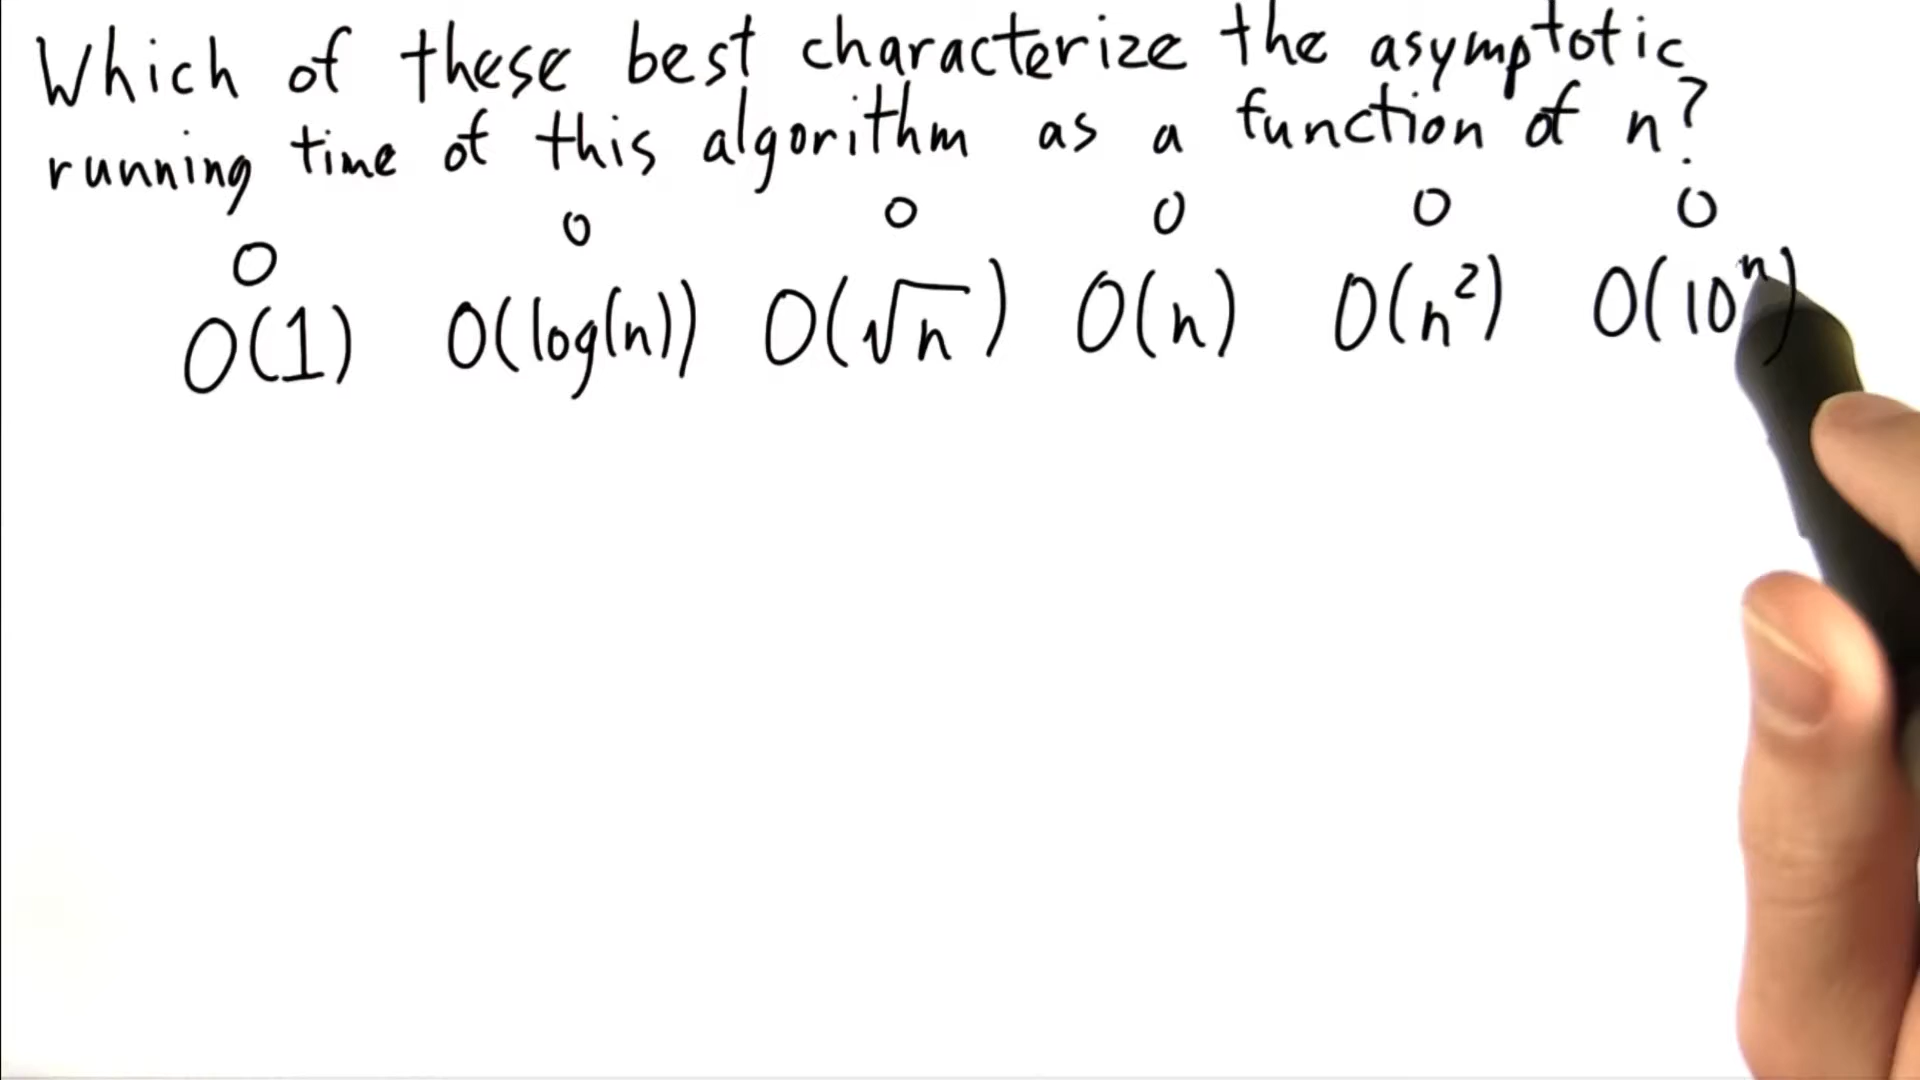 Which of these best characterize the asymptotic
running time of this algorithm as a function of n?
O O O O O O
O(1) O(log(n)) O(√n) O(n) O(n²) O(10ⁿ)